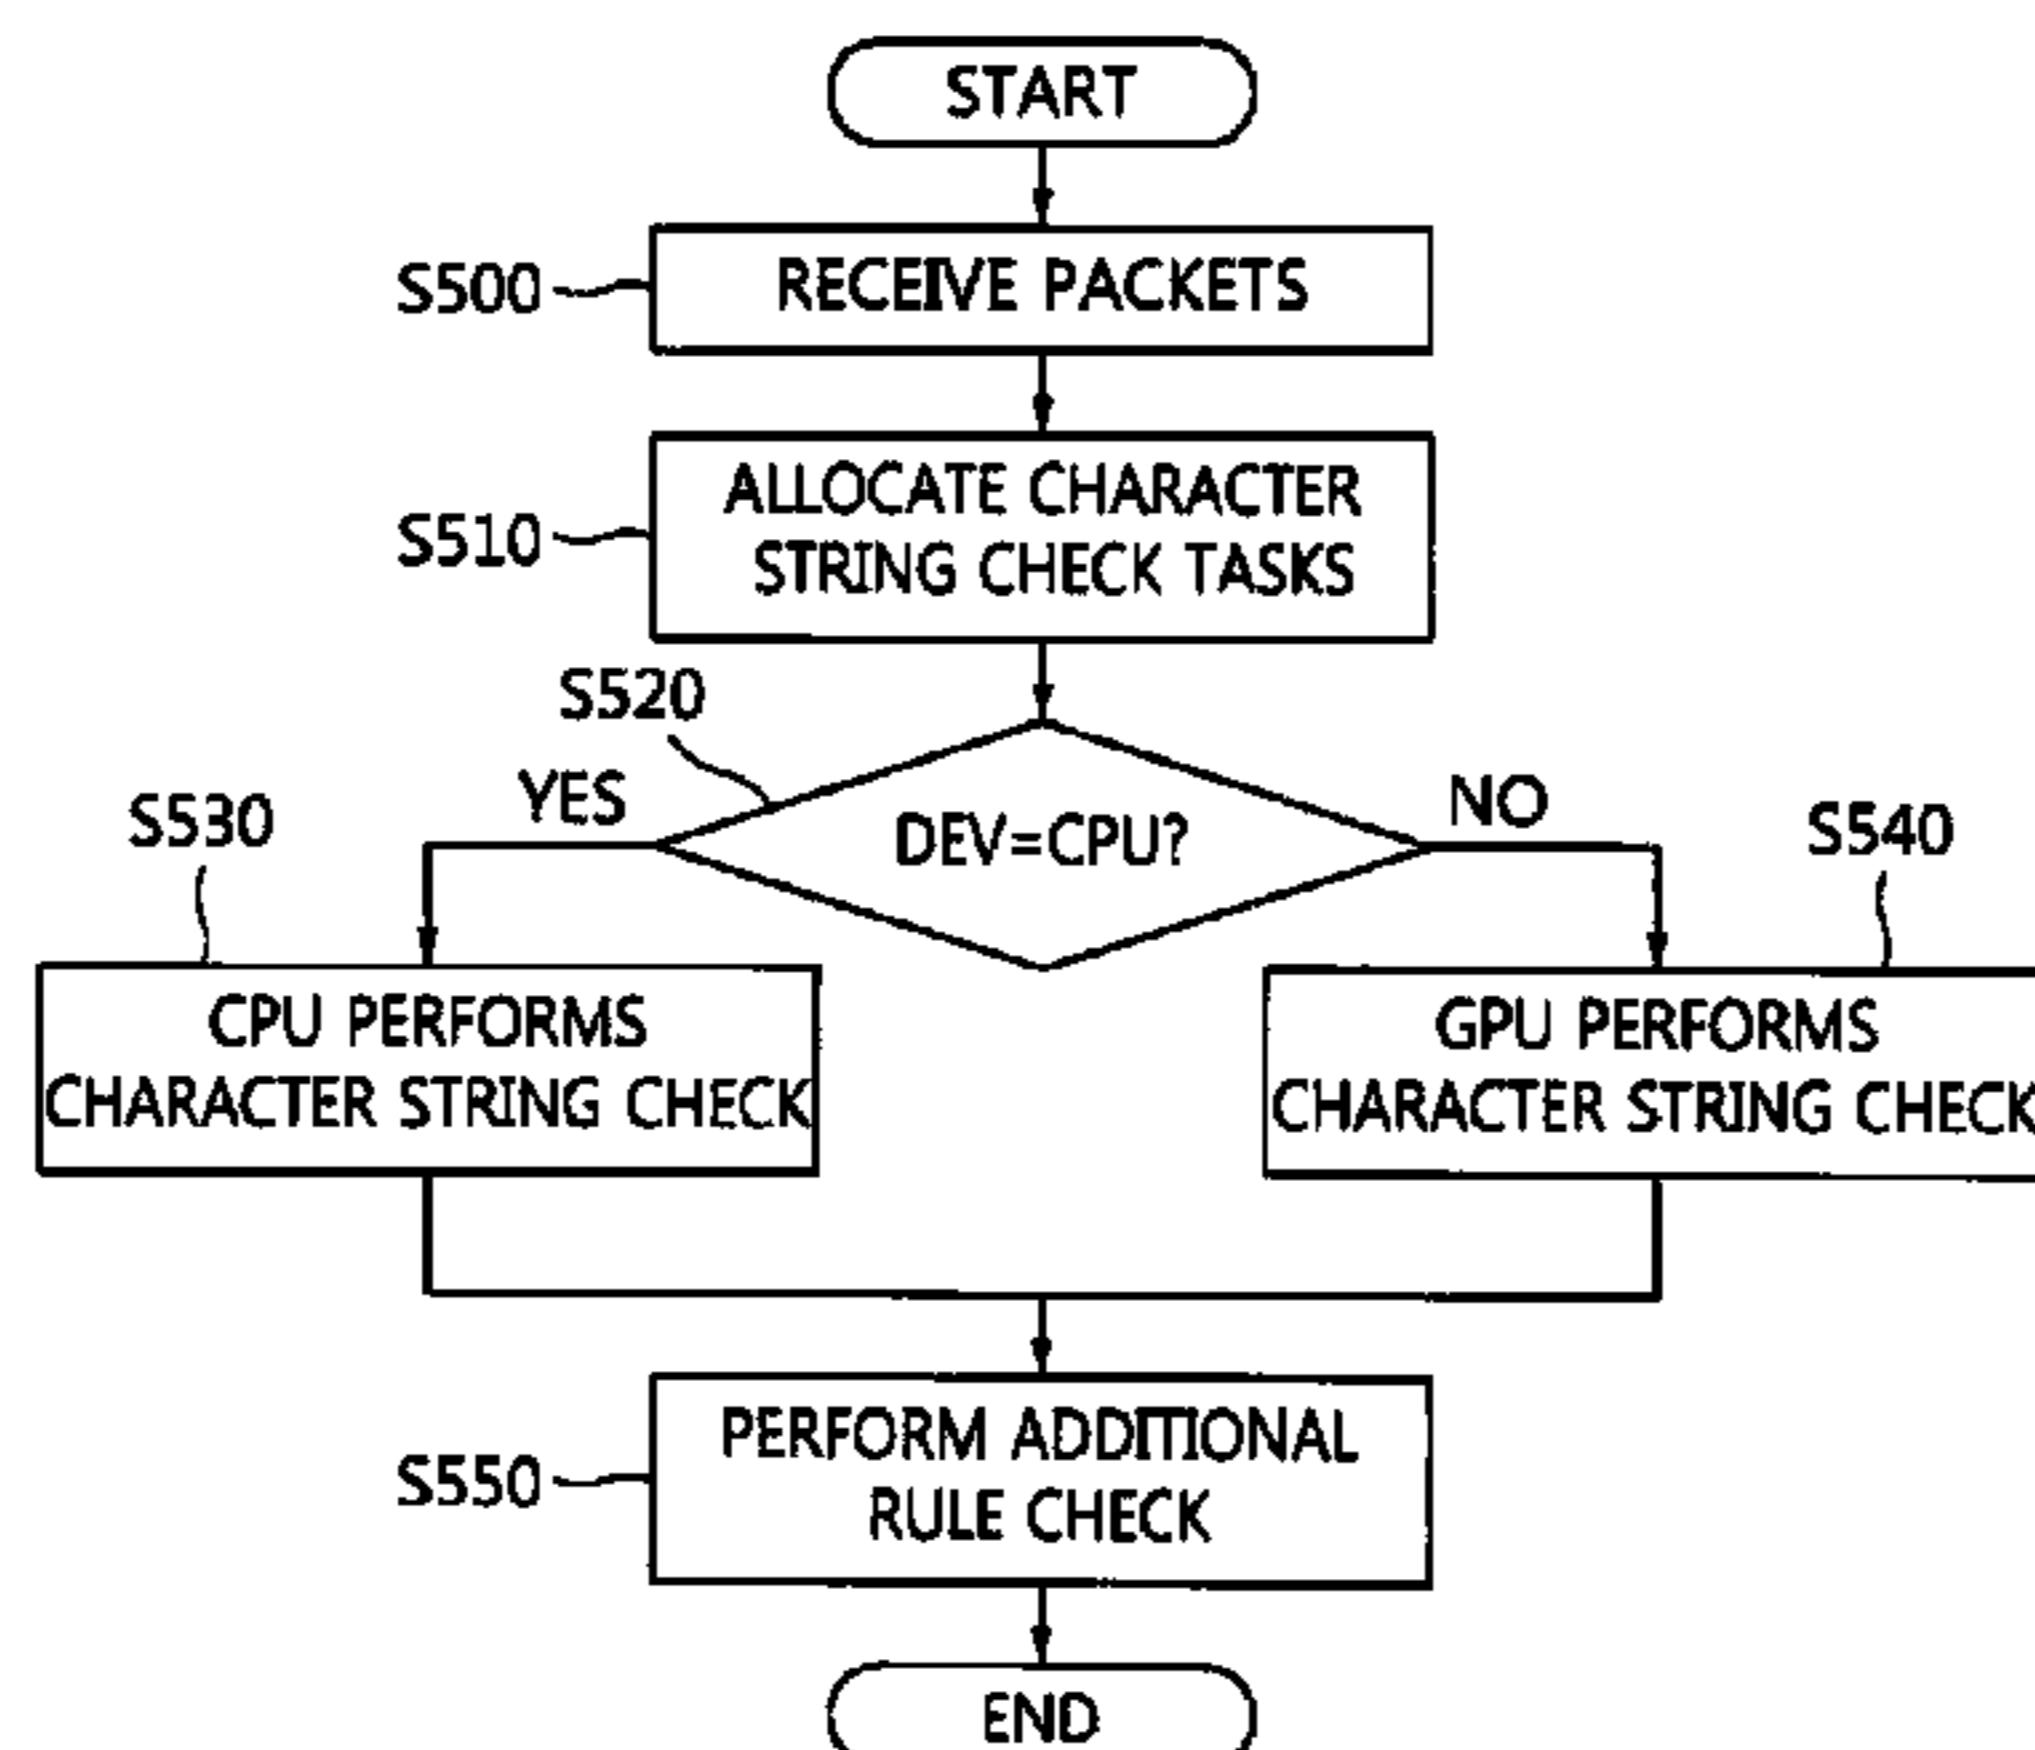 START
S500
RECEIVE PACKETS
S510
ALLOCATE CHARACTER
STRING CHECK TASKS
S520
YES
DEV=CPU?
NO
S530
S540
CPU PERFORMS
CHARACTER STRING CHECK
GPU PERFORMS
CHARACTER STRING CHECK
S550
PERFORM ADDITIONAL
RULE CHECK
END